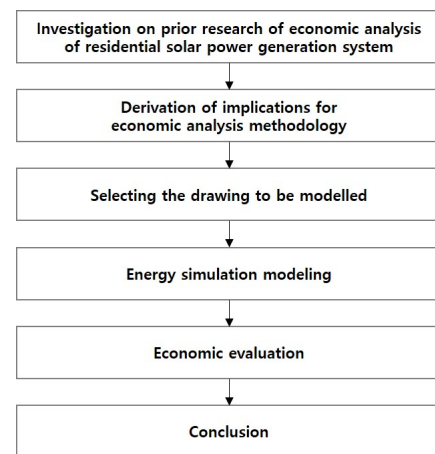 Investigation on prior research of economic analysis
of residential solar power generation system
Derivation of implications for
economic analysis methodology
Selecting the drawing to be modelled
Energy simulation modeling
Economic evaluation
Conclusion